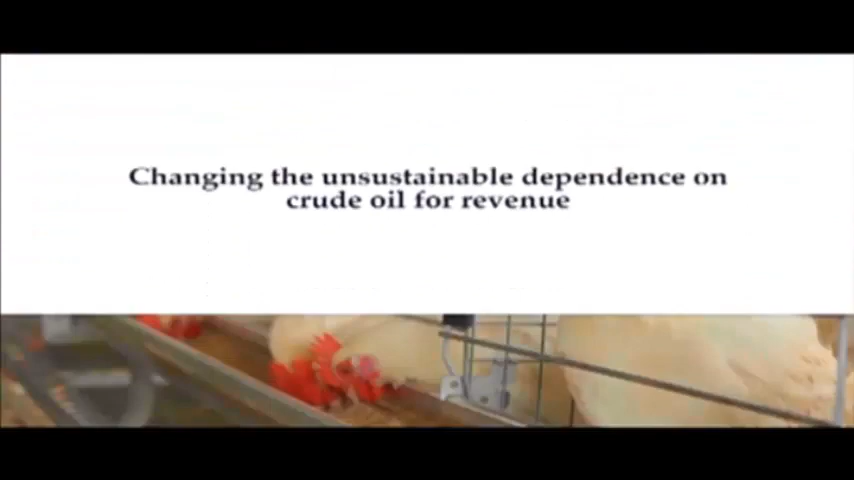 Changing the unsustainable dependence on
crude oil for revenue